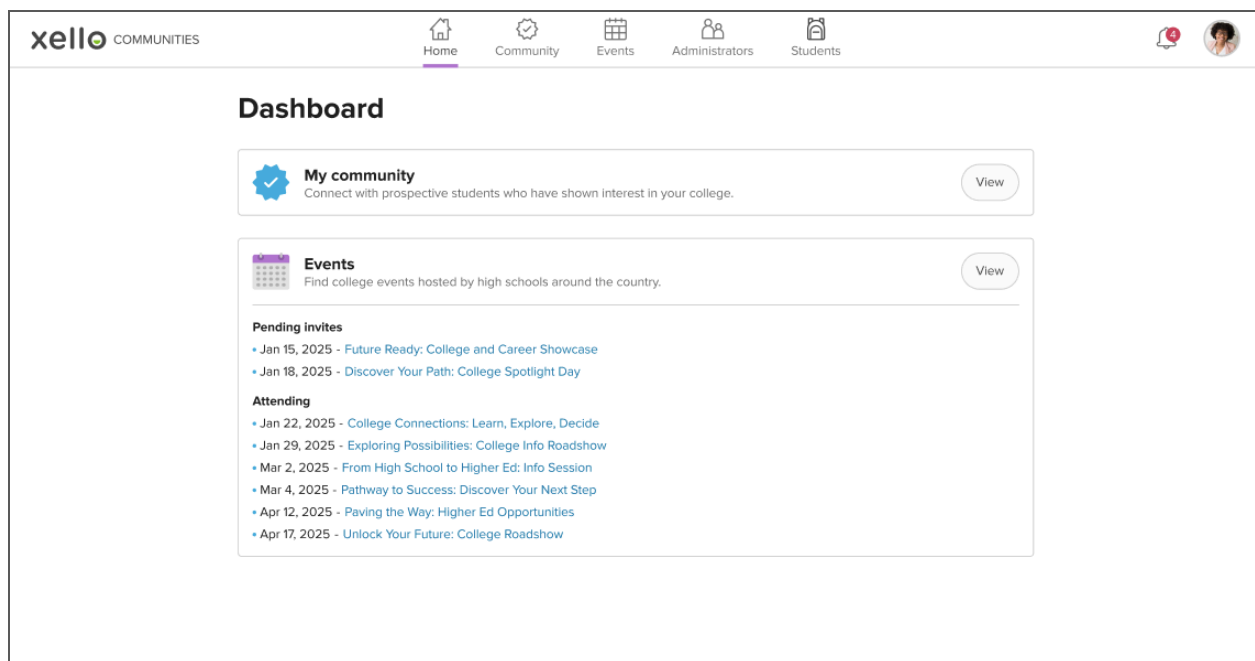 xello COMMUNITIES
Home
Community
Events
Administrators
Students
4
Dashboard
My community
Connect with prospective students who have shown interest in your college.
View
Events
Find college events hosted by high schools around the country.
View
Pending invites
• Jan 15, 2025 - Future Ready: College and Career Showcase
• Jan 18, 2025 - Discover Your Path: College Spotlight Day
Attending
• Jan 22, 2025 - College Connections: Learn, Explore, Decide
• Jan 29, 2025 - Exploring Possibilities: College Info Roadshow
• Mar 2, 2025 - From High School to Higher Ed: Info Session
• Mar 4, 2025 - Pathway to Success: Discover Your Next Step
• Apr 12, 2025 - Paving the Way: Higher Ed Opportunities
• Apr 17, 2025 - Unlock Your Future: College Roadshow